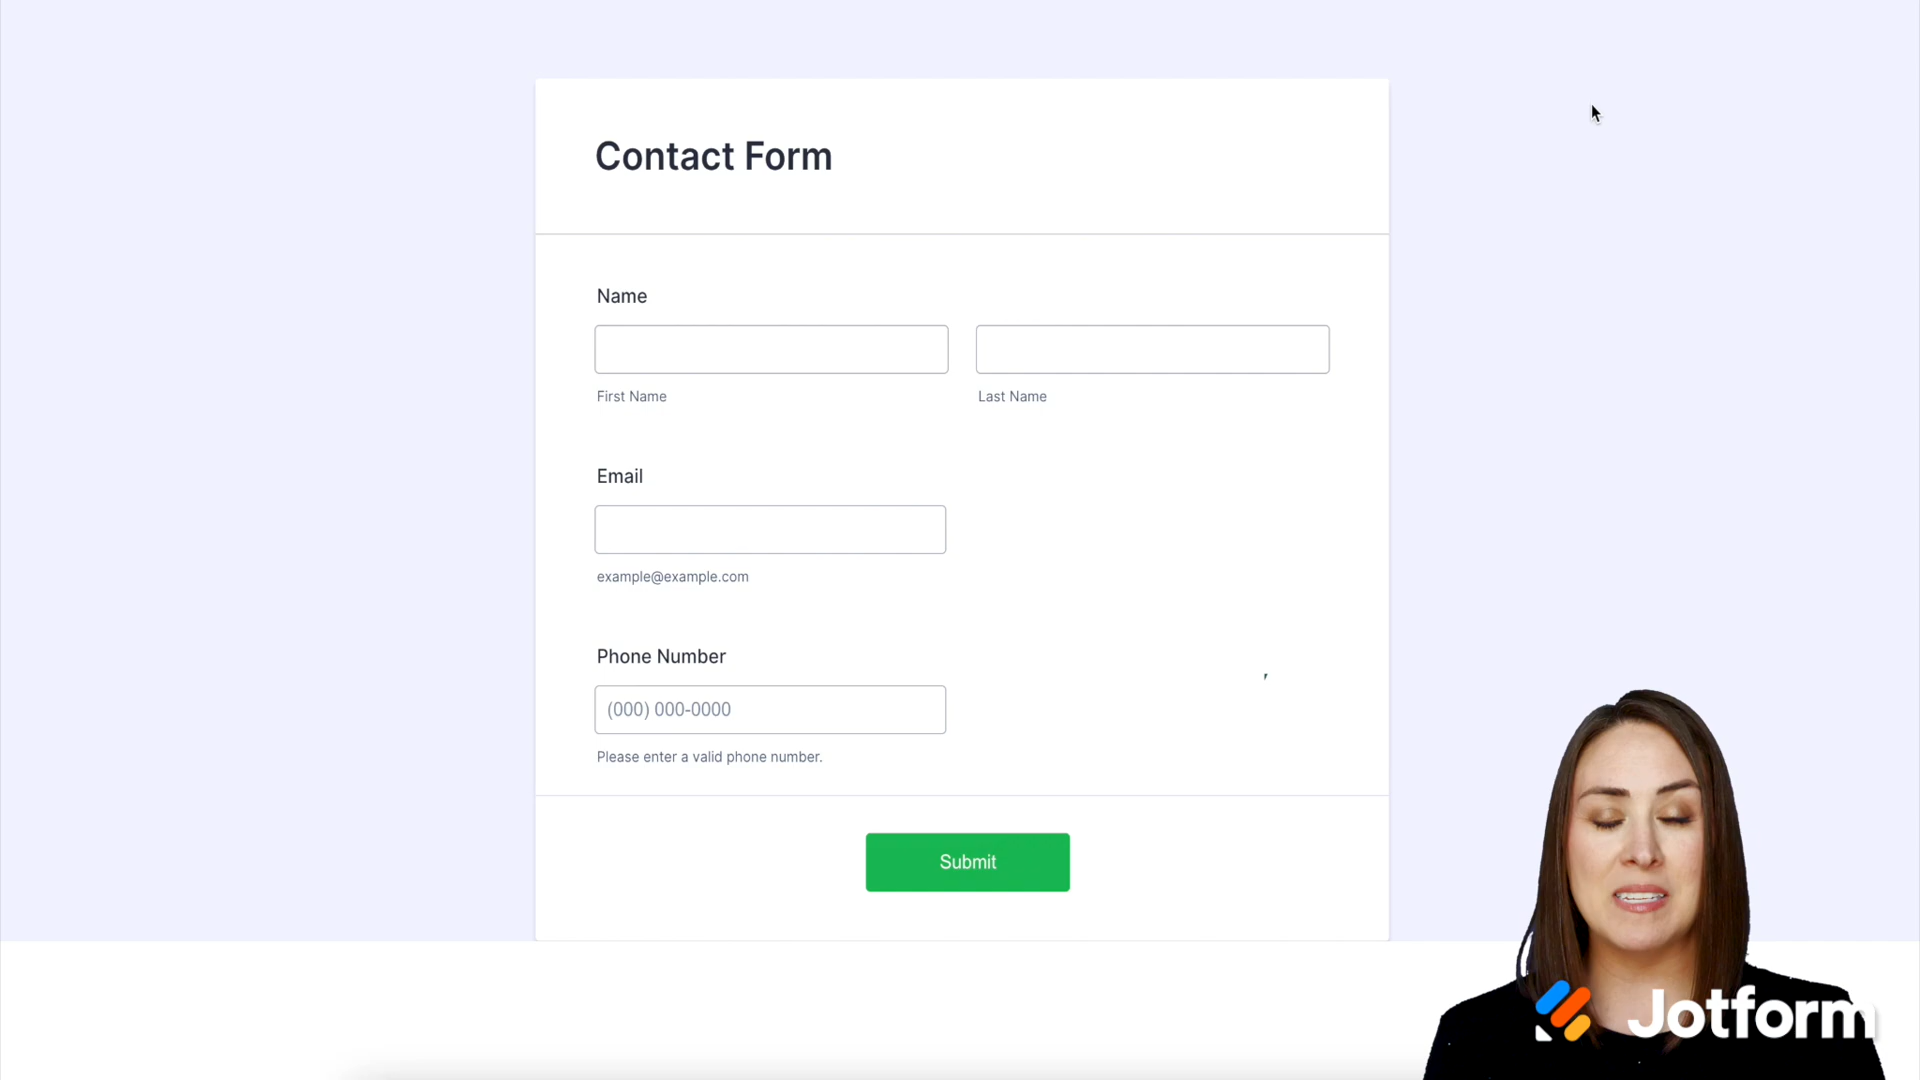 Contact Form
Name
First Name
Last Name
Email
example@example.com
Phone Number
(000) 000-0000
Please enter a valid phone number.
Submit
Jotform